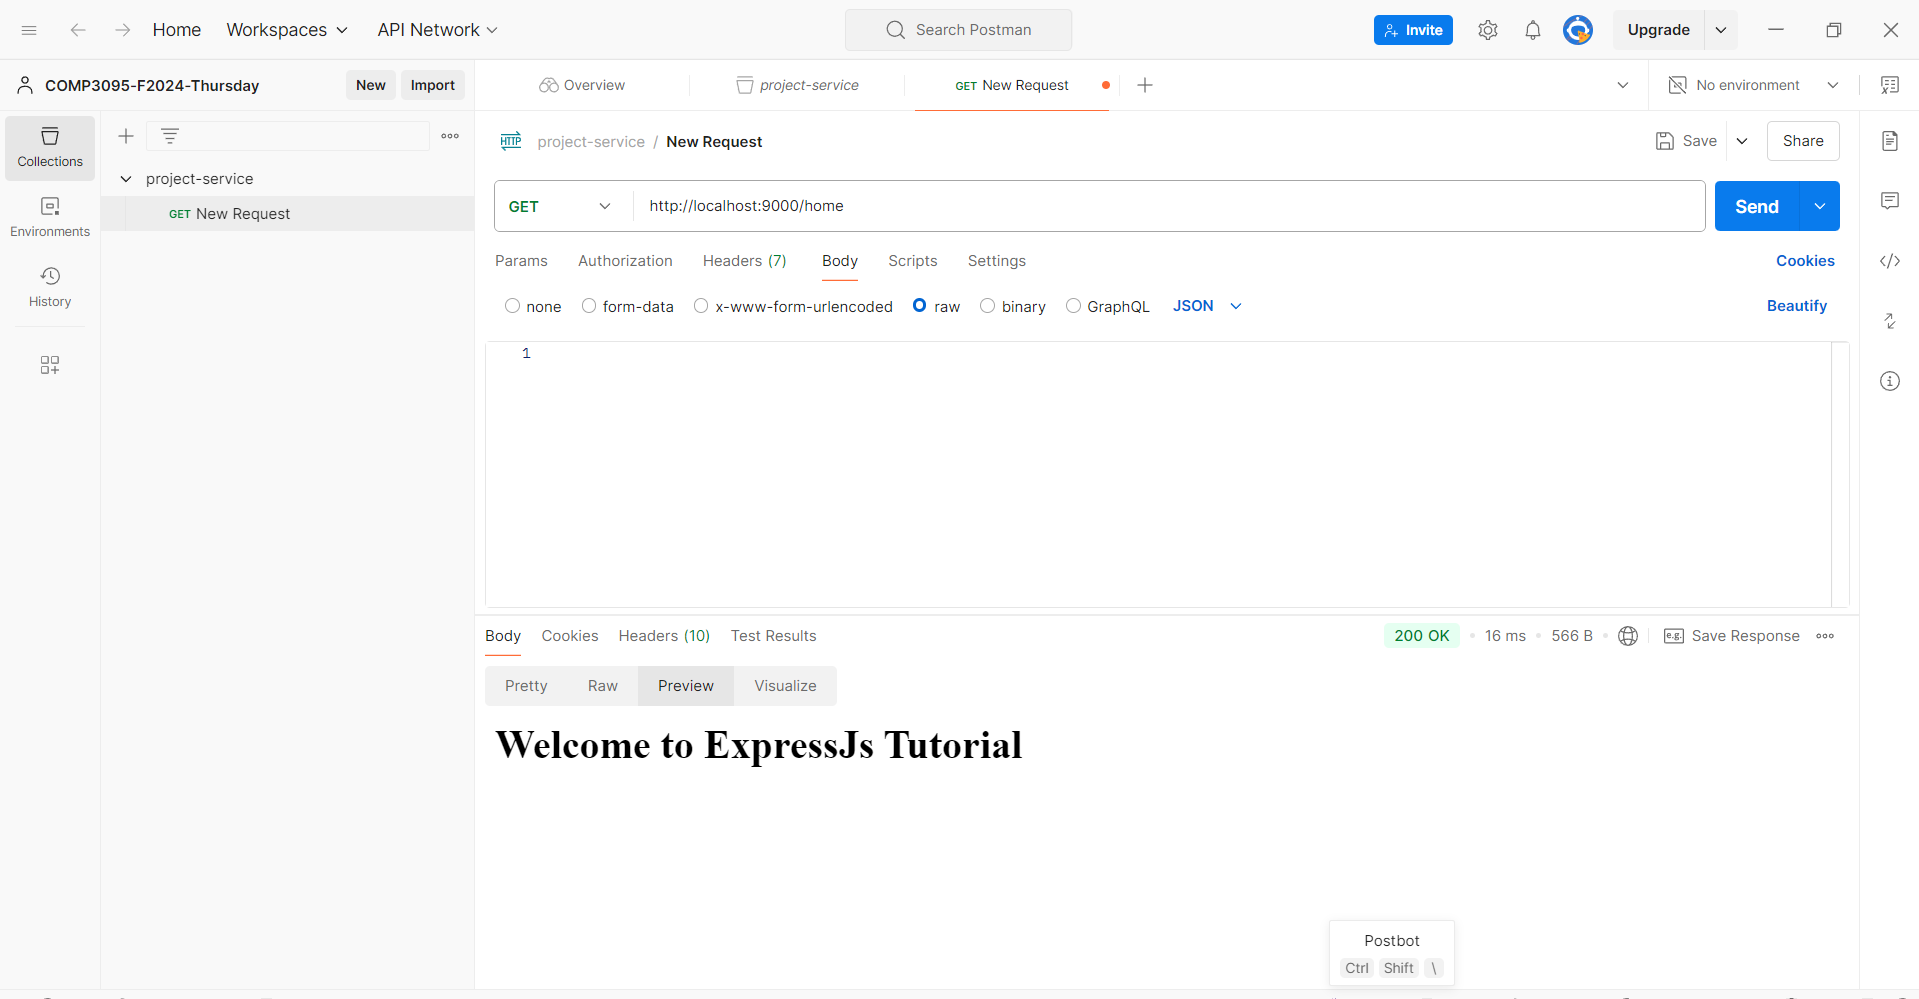 Home Workspaces API Network Search Postman Invite Upgrade
COMP3095-F2024-Thursday New Import Overview project-service GET New Request No environment
Collections
project-service / New Request Save Share
project-service
GET New Request
GET http://localhost:9000/home Send
Environments
Params Authorization Headers (7) Body Scripts Settings Cookies
History
none form-data x-www-form-urlencoded raw binary GraphQL JSON Beautify
1
Body Cookies Headers (10) Test Results 200 OK 16 ms 566 B e.g. Save Response
Pretty Raw Preview Visualize
Welcome to ExpressJs Tutorial
Postbot
Ctrl Shift \